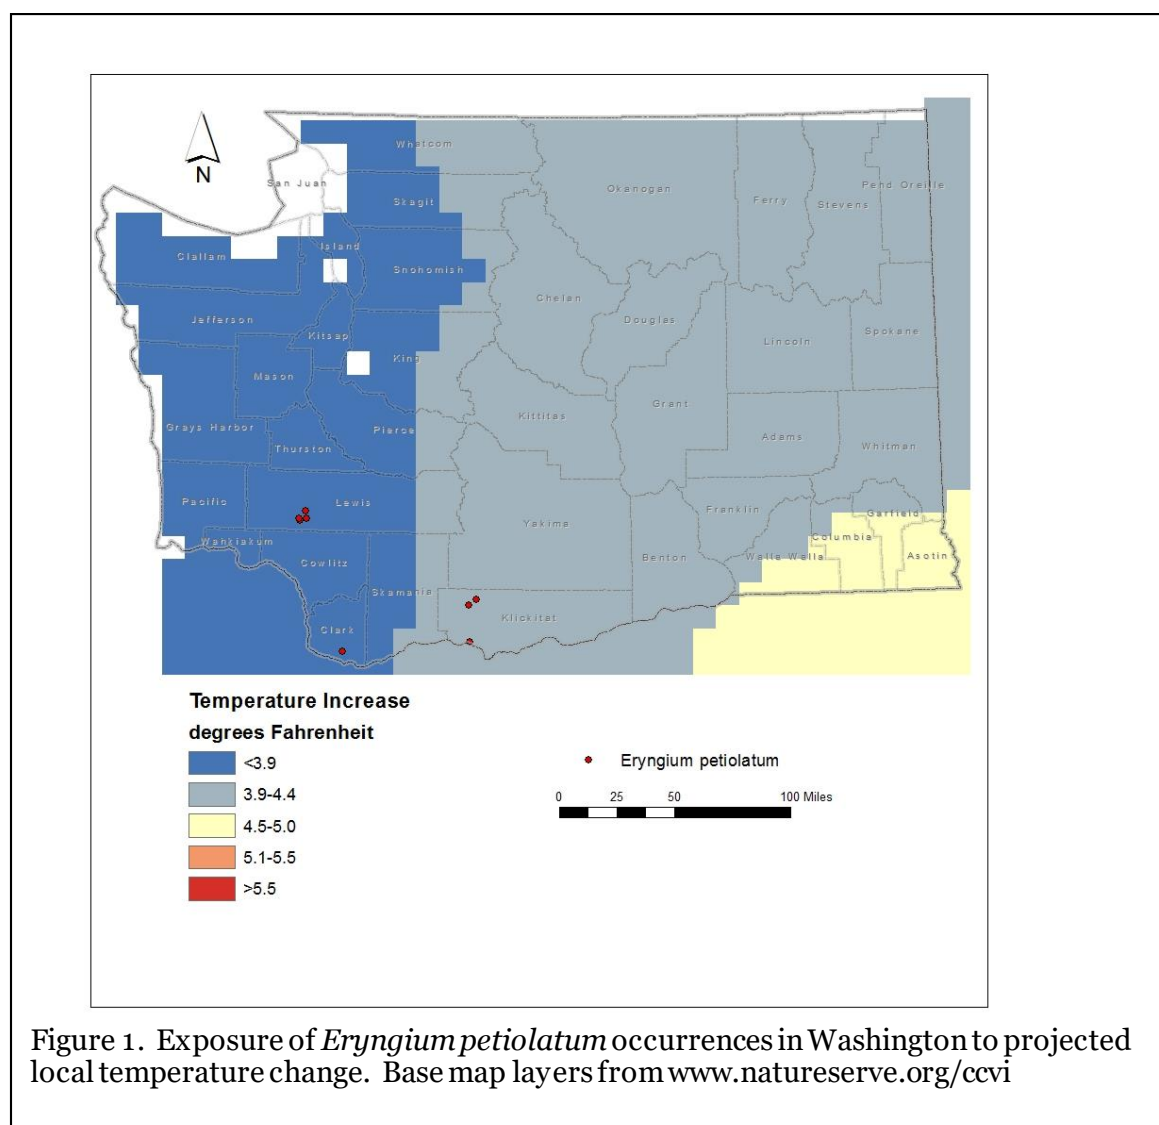 N
San Juan
Whatcom
Skagit
Okanogan
Ferry
Stevens
Pend Oreille
Clallam
Island
Snohomish
Chelan
Jefferson
Kitsap
King
Douglas
Lincoln
Spokane
Mason
Grays Harbor
Thurston
Pierce
Kittitas
Grant
Adams
Whitman
Pacific
Lewis
Yakima
Franklin
Garfield
Wahkiakum
Cowlitz
Skamania
Benton
Walla Walla
Columbia
Asotin
Clark
Klickitat
Temperature Increase
degrees Fahrenheit
<3.9
3.9-4.4
4.5-5.0
5.1-5.5
>5.5
Eryngium petiolatum
0 25 50 100 Miles
Figure 1. Exposure of Eryngium petiolatum occurrences in Washington to projected
local temperature change. Base map layers from www.natureserve.org/ccvi